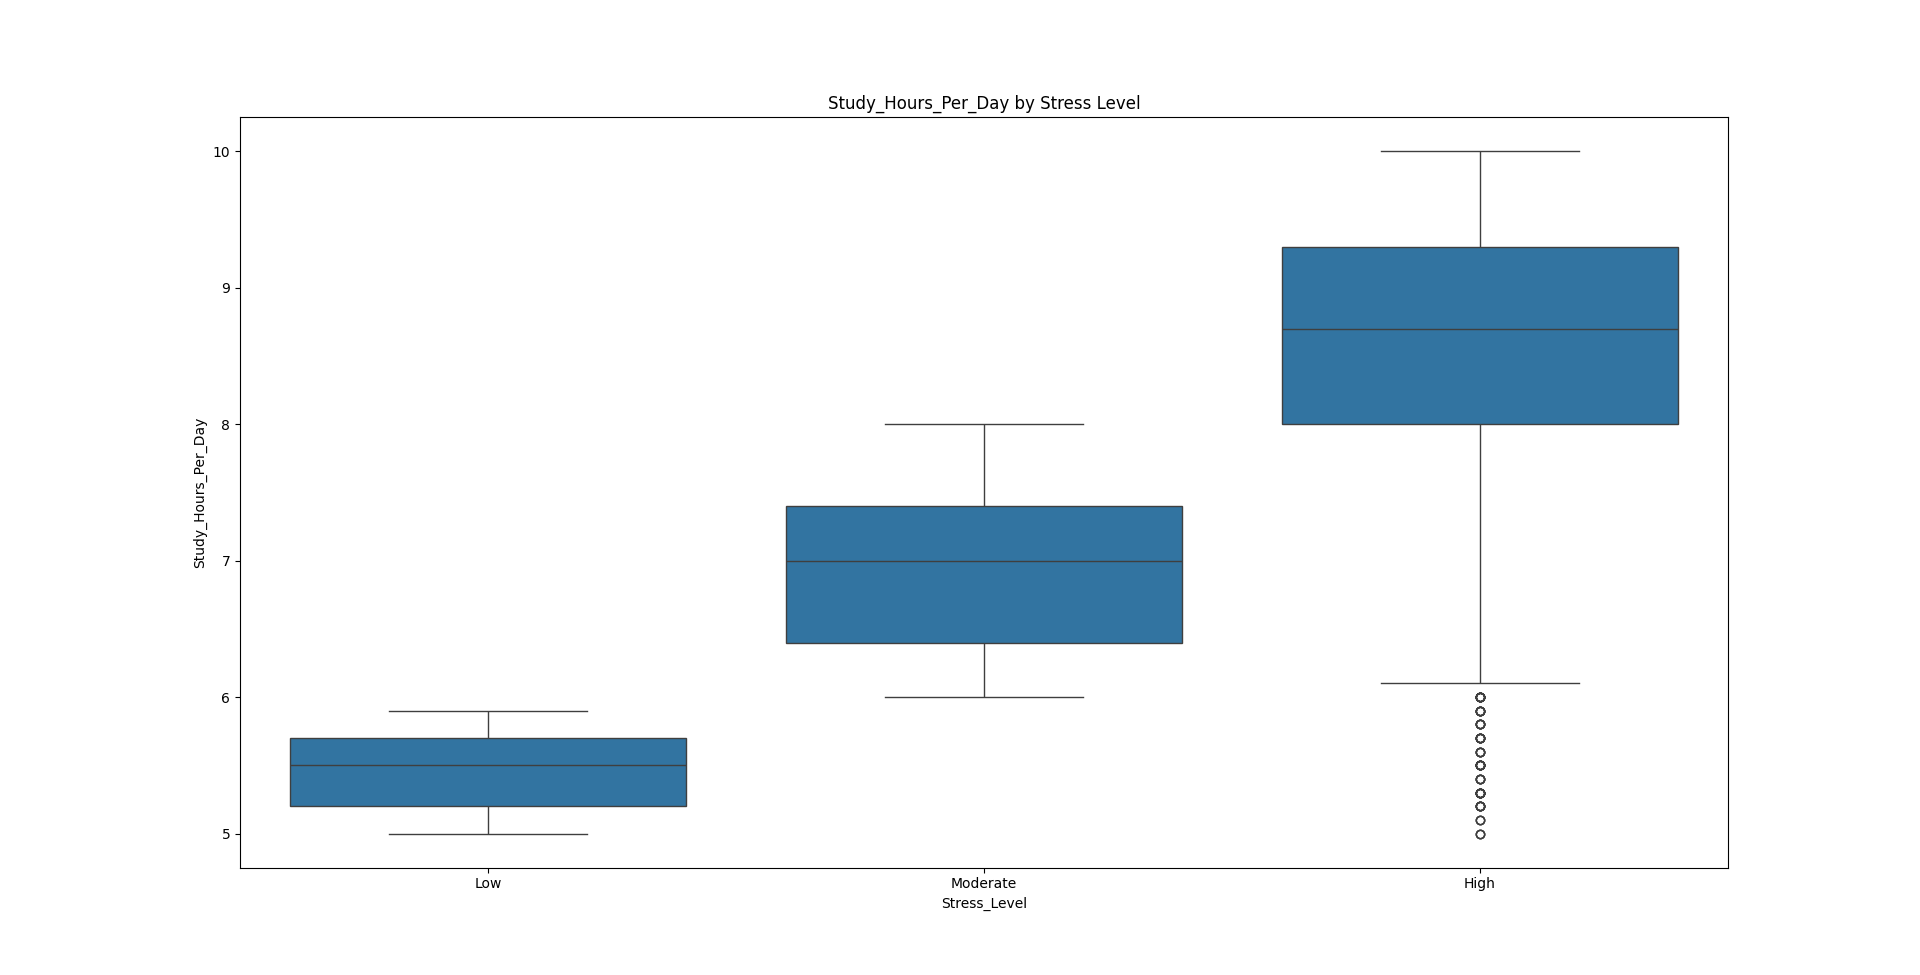 Study_Hours_Per_Day by Stress Level
10
9
8
7
6
5
Study_Hours_Per_Day
Low
Moderate
High
Stress_Level